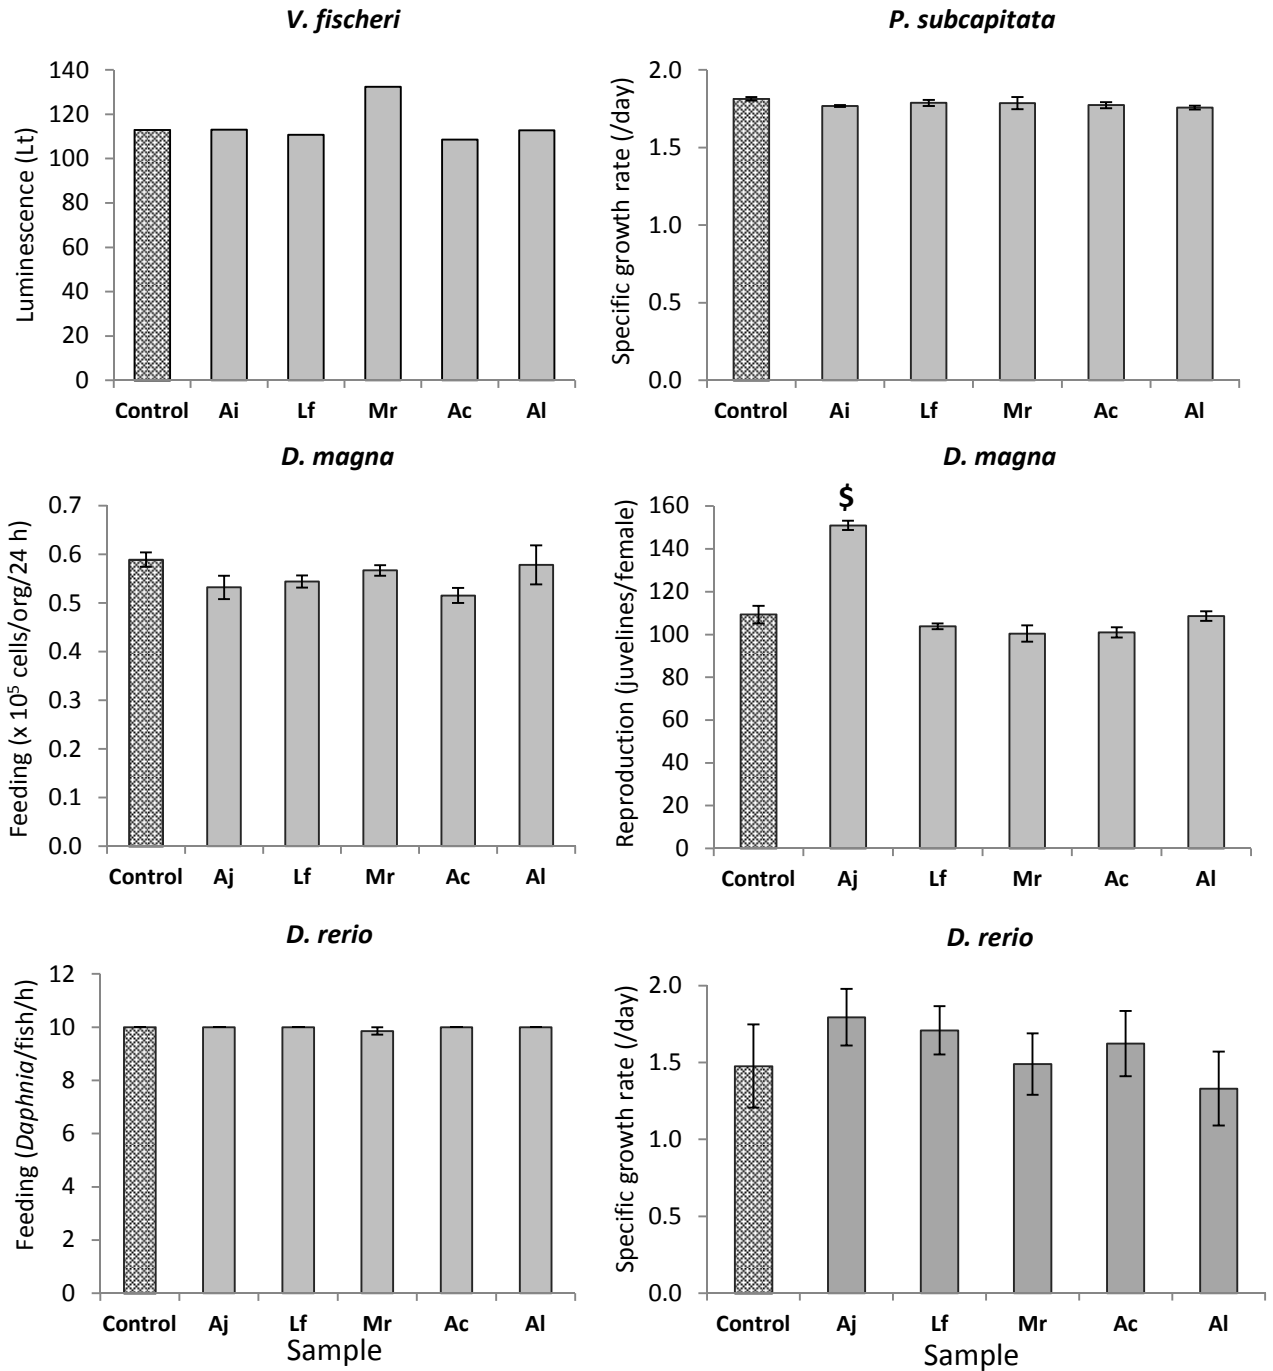 V. fischeri
Luminescence (Lt)
140
120
100
80
60
40
20
0
Control Ai Lf Mr Ac Al
P. subcapitata
Specific growth rate (/day)
2.0
1.5
1.0
0.5
0.0
Control Ai Lf Mr Ac Al
D. magna
Feeding (x 10⁵ cells/org/24 h)
0.7
0.6
0.5
0.4
0.3
0.2
0.1
0.0
Control Aj Lf Mr Ac Al
D. magna
Reproduction (juvelines/female)
160
140
120
100
80
60
40
20
0
$
Control Aj Lf Mr Ac Al
D. rerio
Feeding (Daphnia/fish/h)
12
10
8
6
4
2
0
Control Aj Lf Mr Ac Al
Sample
D. rerio
Specific growth rate (/day)
2.0
1.5
1.0
0.5
0.0
Control Aj Lf Mr Ac Al
Sample